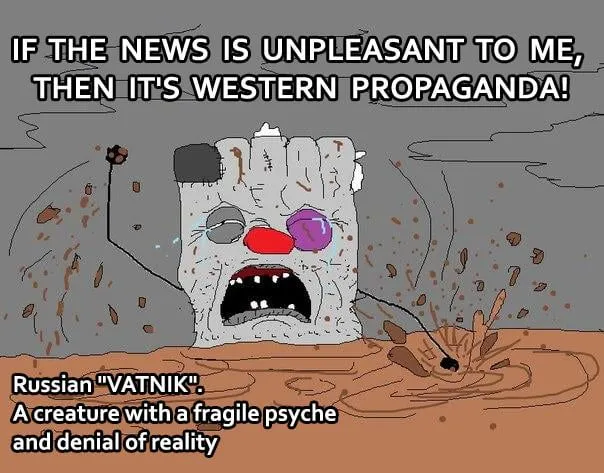 IF THE NEWS IS UNPLEASANT TO ME,
THEN IT'S WESTERN PROPAGANDA!
Russian "VATNIK".
A creature with a fragile psyche
and denial of reality